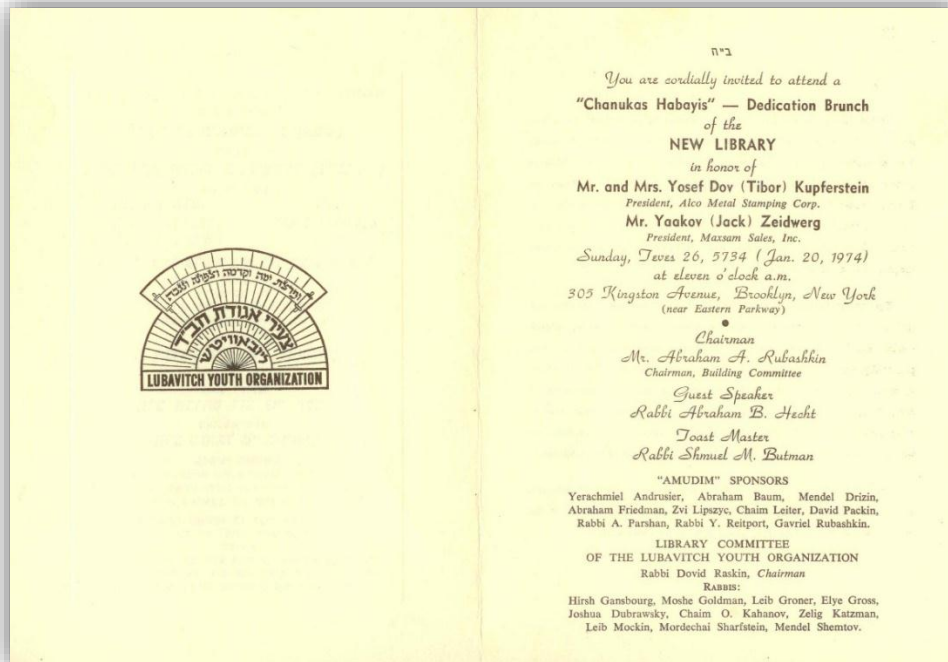 ופרצת ימה וקדמה וצפונה ונגבה
צעירי אגודת חב"ד
ליובאוויטש
LUBAVITCH YOUTH ORGANIZATION
ב״ה
You are cordially invited to attend a
"Chanukas Habayis" — Dedication Brunch
of the
NEW LIBRARY
in honor of
Mr. and Mrs. Yosef Dov (Tibor) Kupferstein
President, Alco Metal Stamping Corp.
Mr. Yaakov (Jack) Zeidwerg
President, Maxsam Sales, Inc.
Sunday, Teves 26, 5734 (Jan. 20, 1974)
at eleven o'clock a.m.
305 Kingston Avenue, Brooklyn, New York
(near Eastern Parkway)
Chairman
Mr. Abraham A. Rubashkin
Chairman, Building Committee
Guest Speaker
Rabbi Abraham B. Hecht
Toast Master
Rabbi Shmuel M. Butman
"AMUDIM" SPONSORS
Yerachmiel Andrusier, Abraham Baum, Mendel Drizin,
Abraham Friedman, Zvi Lipszyc, Chaim Leiter, David Packin,
Rabbi A. Parshan, Rabbi Y. Reitport, Gavriel Rubashkin.
LIBRARY COMMITTEE
OF THE LUBAVITCH YOUTH ORGANIZATION
Rabbi Dovid Raskin, Chairman
RABBIS:
Hirsh Gansbourg, Moshe Goldman, Leib Groner, Elye Gross,
Joshua Dubrawsky, Chaim O. Kahanov, Zelig Katzman,
Leib Mockin, Mordechai Sharfstein, Mendel Shemtov.